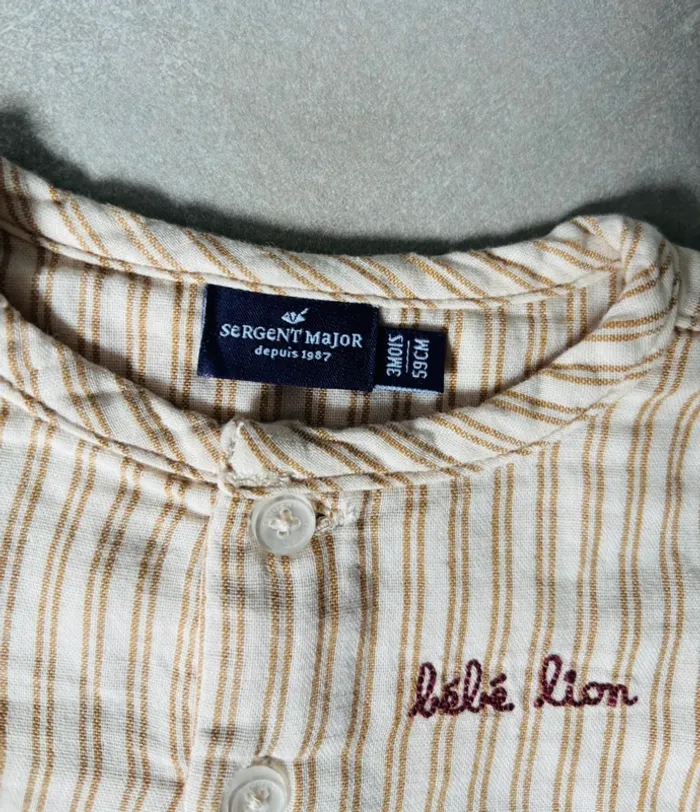 SERGENT MAJOR
depuis 1987
3MOIS
59CM
bébé lion